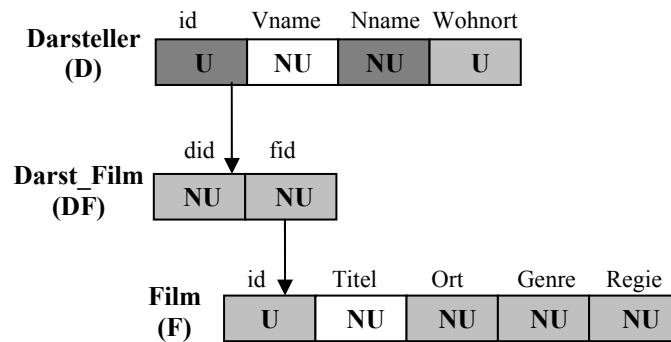 id Vname Nname Wohnort
Darsteller
(D)
U NU NU U
did fid
Darst_Film
(DF)
NU NU
id Titel Ort Genre Regie
Film
(F)
U NU NU NU NU